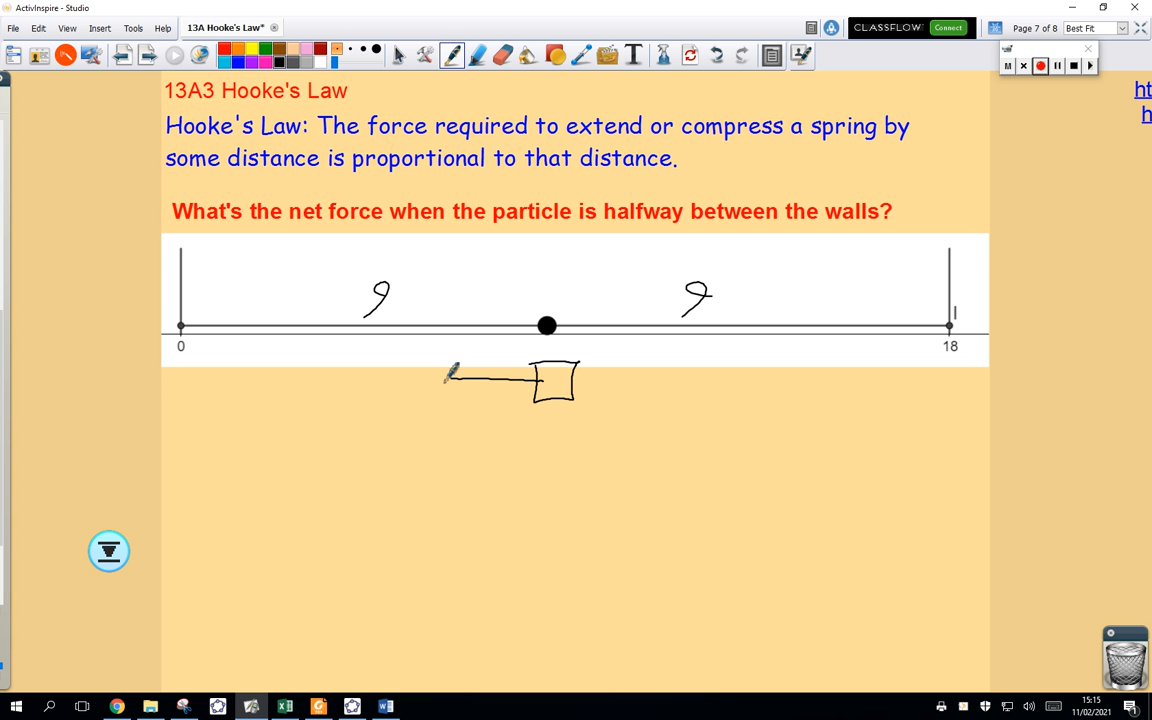 ActivInspire - Studio
File Edit View Insert Tools Help
13A Hooke's Law*
CLASSFLOW Connect
Page 7 of 8 Best Fit
M
13A3 Hooke's Law
ht
Hooke's Law: The force required to extend or compress a spring by
some distance is proportional to that distance.
h
What's the net force when the particle is halfway between the walls?
9 9
0 18
15:15
11/02/2021